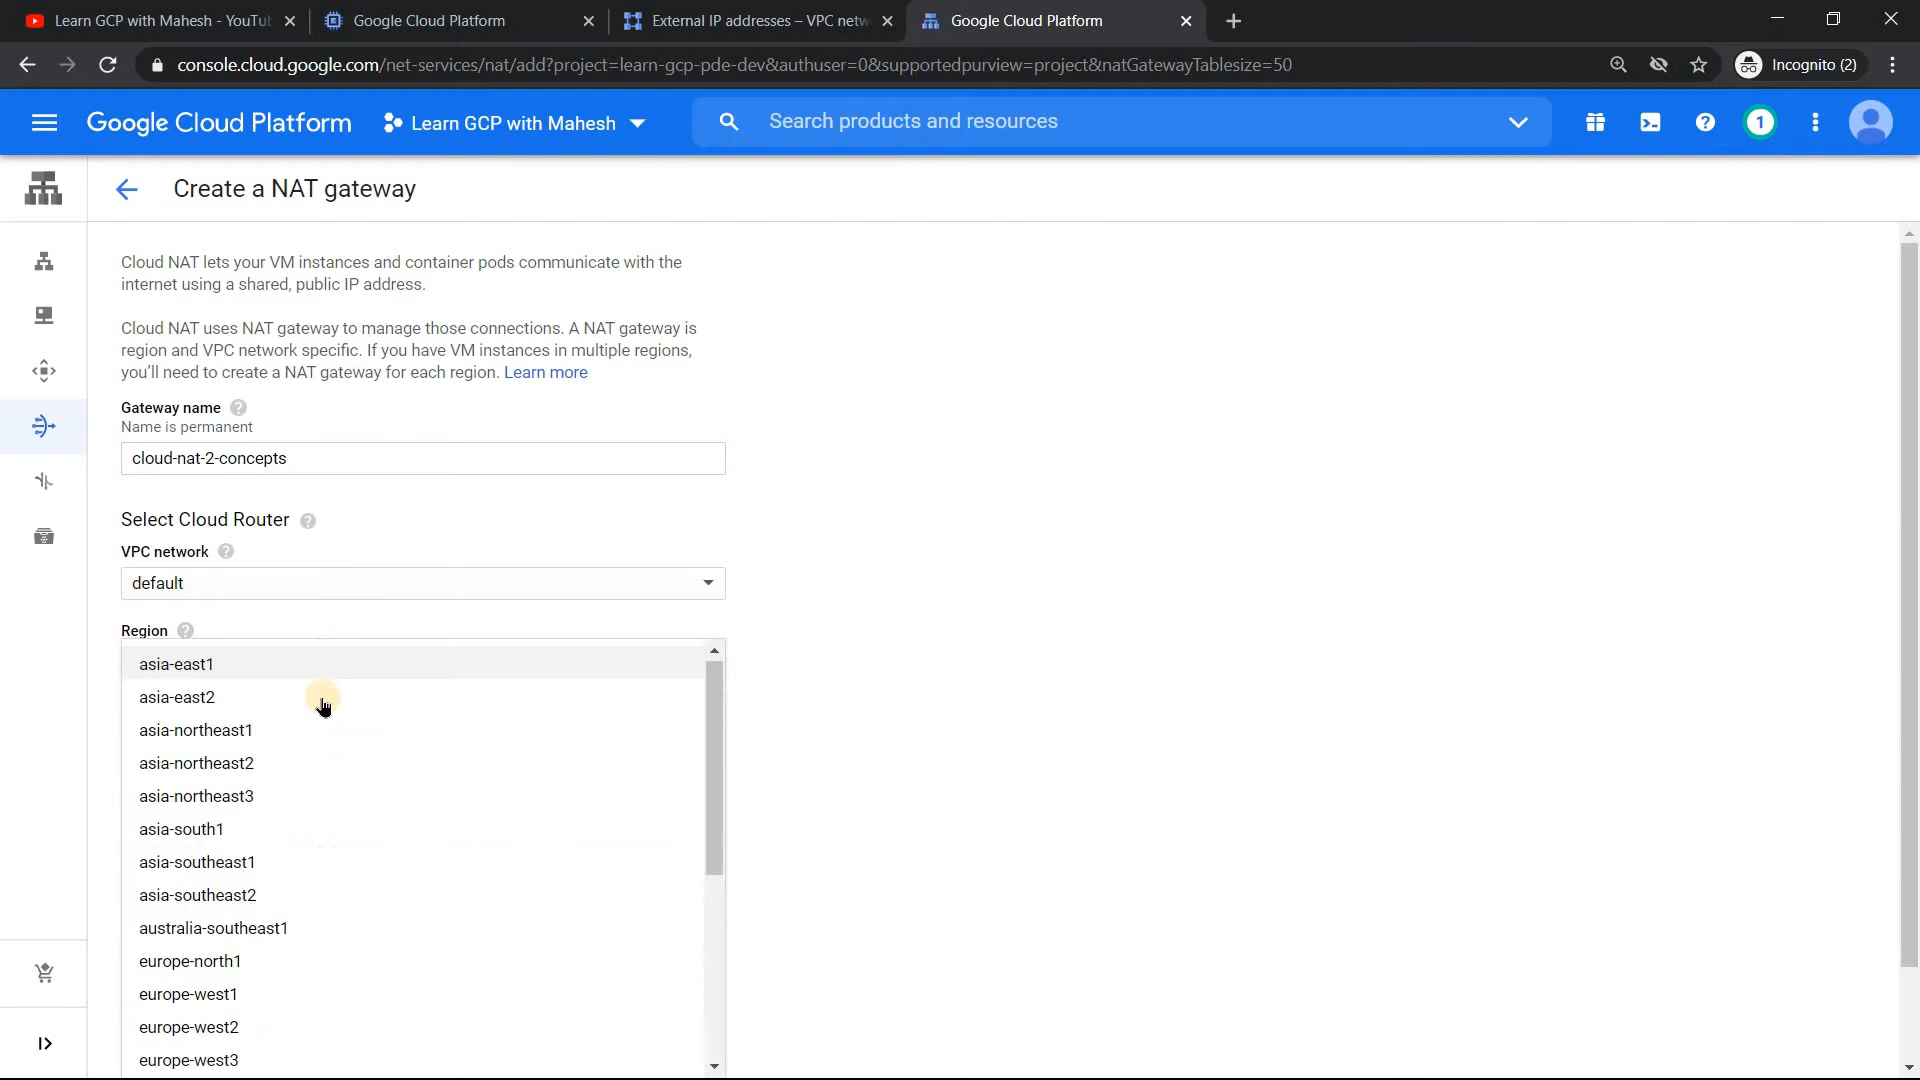 Learn GCP with Mahesh - YouTu
Google Cloud Platform
External IP addresses – VPC netw
Google Cloud Platform
console.cloud.google.com/net-services/nat/add?project=learn-gcp-pde-dev&authuser=0&supportedpurview=project&natGatewayTablesize=50
Incognito (2)
Google Cloud Platform
Learn GCP with Mahesh
Search products and resources
1
Create a NAT gateway
Cloud NAT lets your VM instances and container pods communicate with the
internet using a shared, public IP address.
Cloud NAT uses NAT gateway to manage those connections. A NAT gateway is
region and VPC network specific. If you have VM instances in multiple regions,
you'll need to create a NAT gateway for each region. Learn more
Gateway name
Name is permanent
cloud-nat-2-concepts
Select Cloud Router
VPC network
default
Region
asia-east1
asia-east2
asia-northeast1
asia-northeast2
asia-northeast3
asia-south1
asia-southeast1
asia-southeast2
australia-southeast1
europe-north1
europe-west1
europe-west2
europe-west3